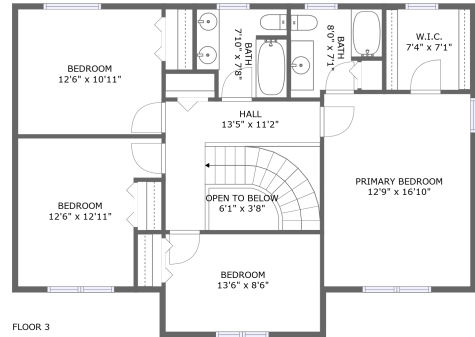 BEDROOM
12'6" x 10'11"
BATH
7'10" x 7'8"
BATH
8'0" x 7'1"
W.I.C.
7'4" x 7'1"
HALL
13'5" x 11'2"
BEDROOM
12'6" x 12'11"
OPEN TO BELOW
6'1" x 3'8"
PRIMARY BEDROOM
12'9" x 16'10"
BEDROOM
13'6" x 8'6"
FLOOR 3